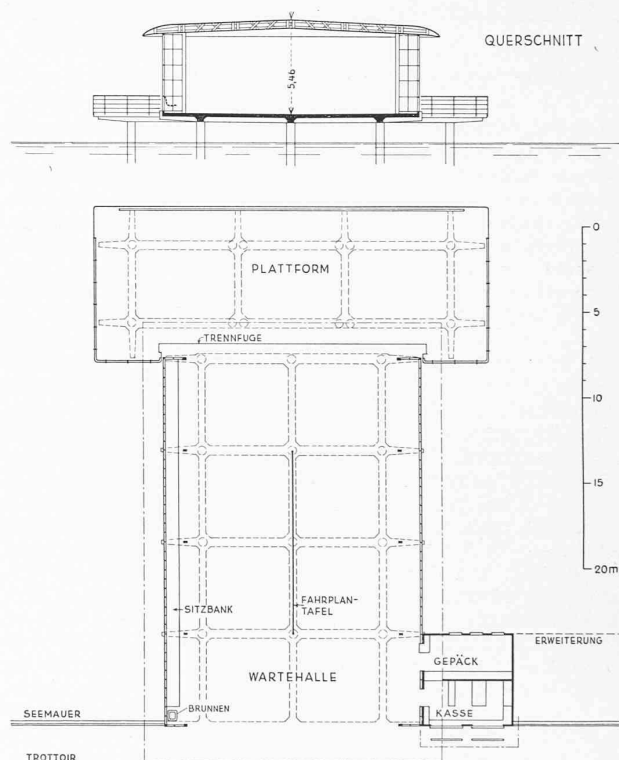 QUERSCHNITT
5,46
0
PLATTFORM
5
TRENNFUGE
10
15
20m
FAHRPLAN-
TAFEL
SITZBANK
ERWEITERUNG
GEPÄCK
WARTEHALLE
BRUNNEN
KASSE
SEEMAUER
TROTTOIR